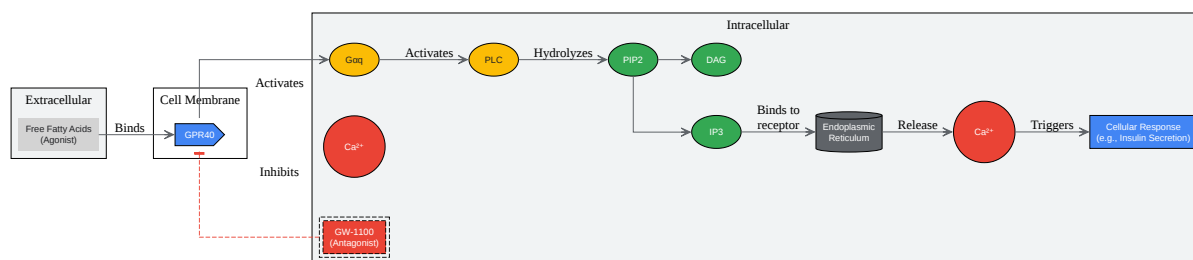 Intracellular
Gαq
Activates
PLC
Hydrolyzes
PIP2
DAG
Activates
Extracellular
Free Fatty Acids
(Agonist)
Binds
Cell Membrane
GPR40
Ca²⁺
IP3
Binds to
receptor
Endoplasmic
Reticulum
Release
Ca²⁺
Triggers
Cellular Response
(e.g., Insulin Secretion)
Inhibits
GW-1100
(Antagonist)